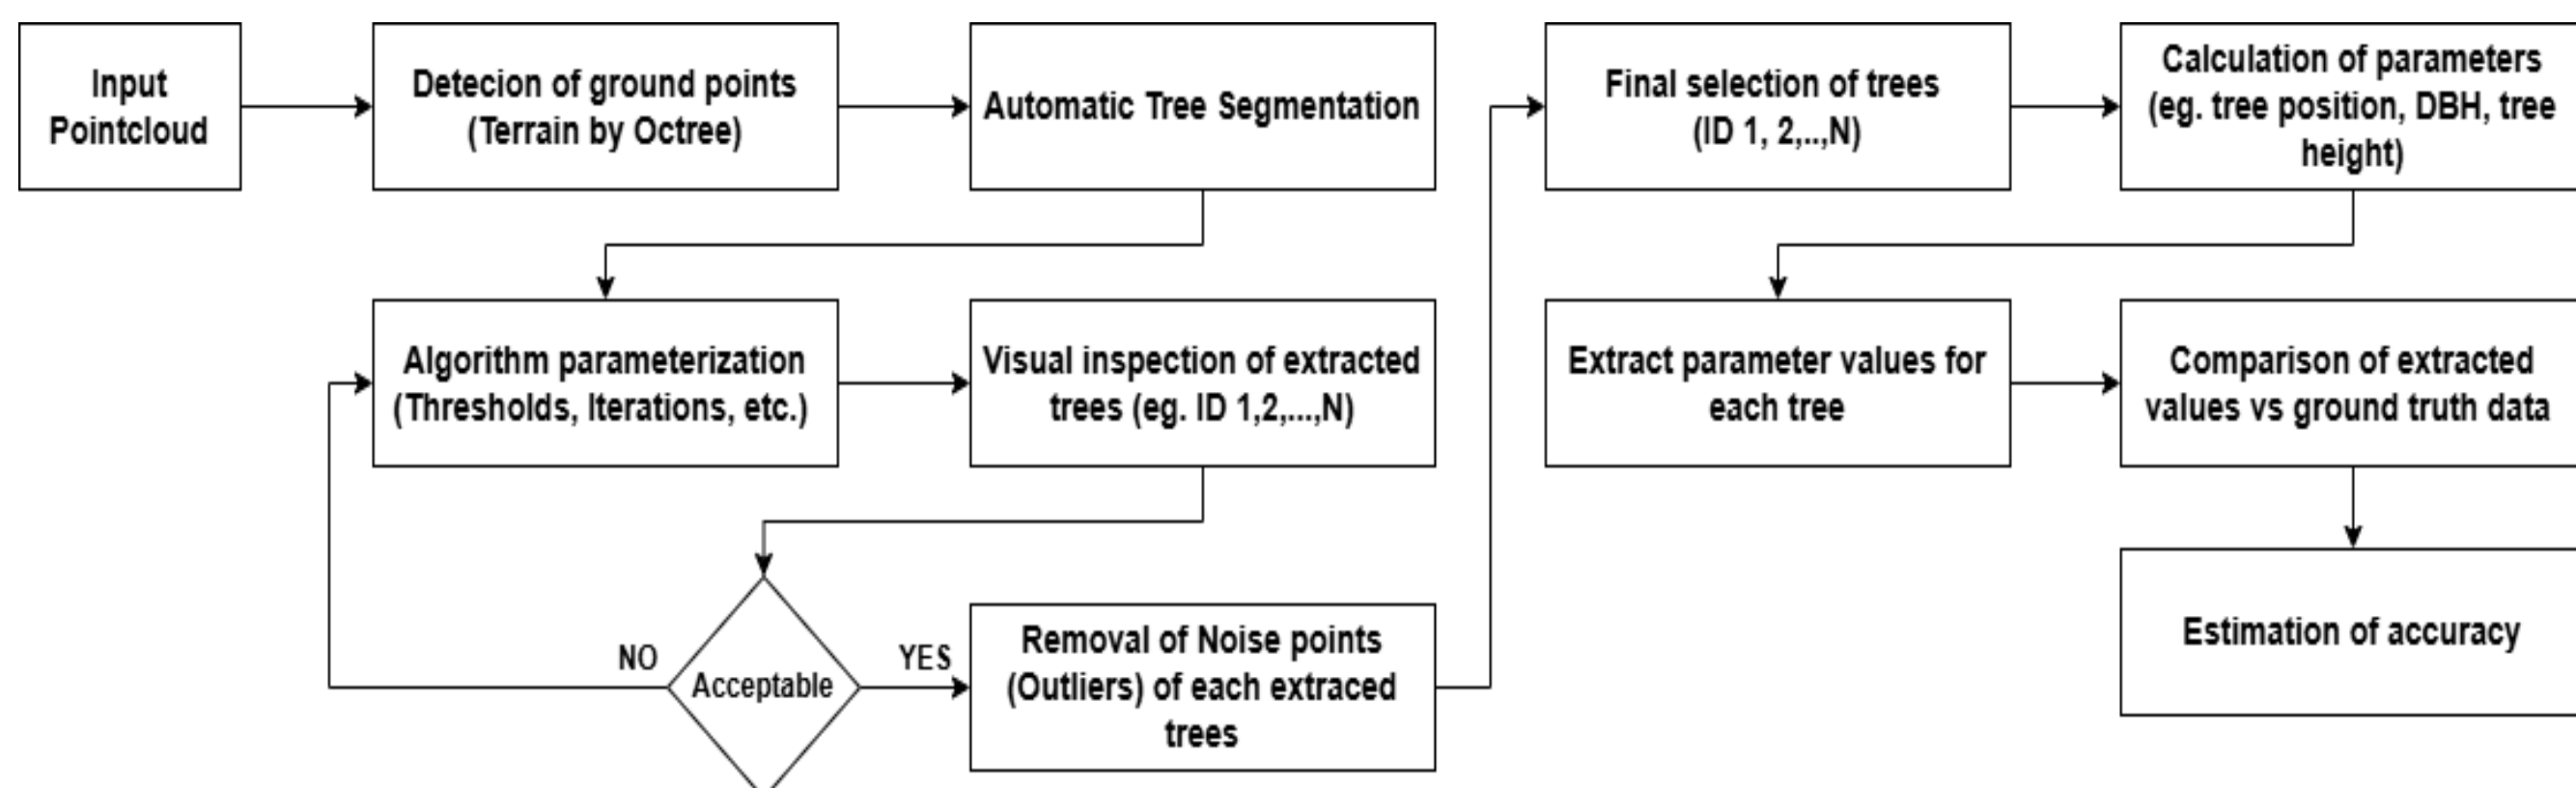 Input
Pointcloud
Detecion of ground points
(Terrain by Octree)
Automatic Tree Segmentation
Algorithm parameterization
(Thresholds, Iterations, etc.)
Visual inspection of extracted
trees (eg. ID 1,2,...,N)
Acceptable
NO
YES
Removal of Noise points
(Outliers) of each extraced
trees
Final selection of trees
(ID 1, 2,..,N)
Calculation of parameters
(eg. tree position, DBH, tree
height)
Extract parameter values for
each tree
Comparison of extracted
values vs ground truth data
Estimation of accuracy